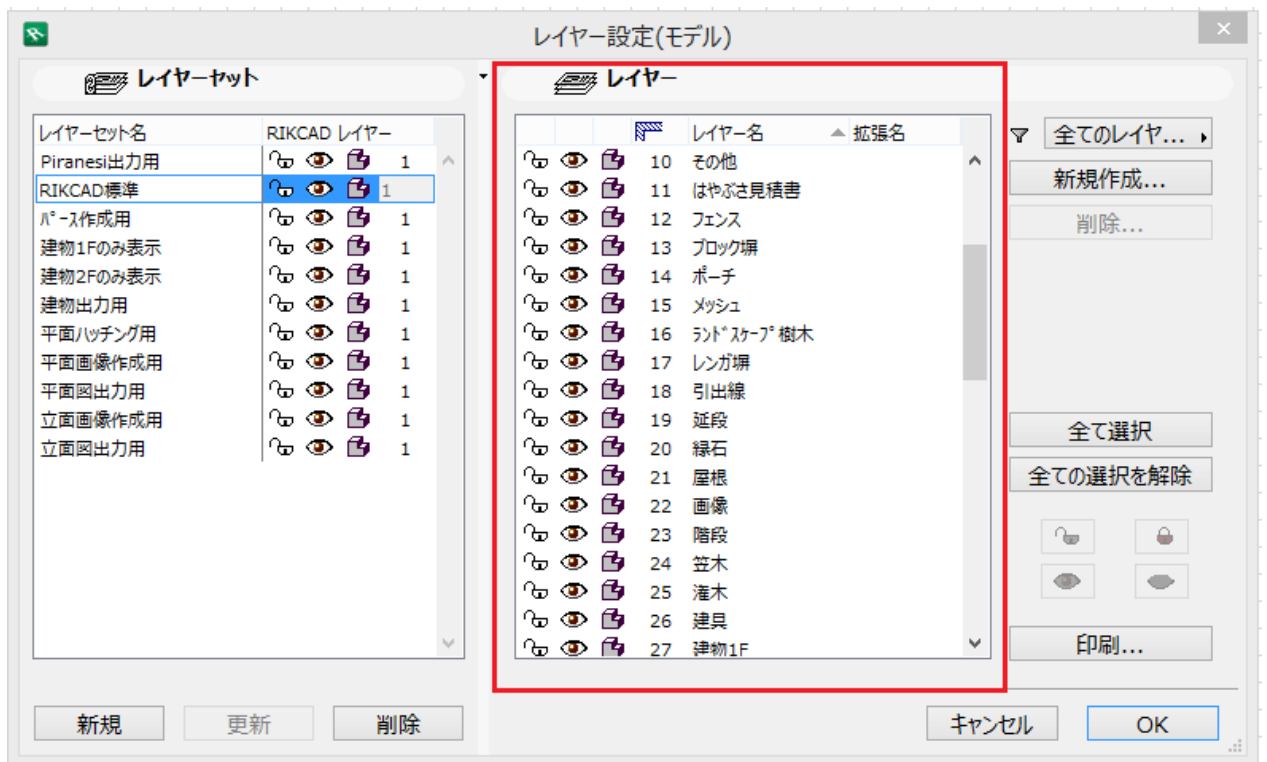 レイヤー設定(モデル)
レイヤーセット
レイヤーセット名 RIKCAD レイヤー
Piranesi出力用 1
RIKCAD標準 1
パース作成用 1
建物1Fのみ表示 1
建物2Fのみ表示 1
建物出力用 1
平面ハッチング用 1
平面画像作成用 1
平面図出力用 1
立面画像作成用 1
立面図出力用 1
新規 更新 削除
レイヤー
レイヤー名 拡張名
10 その他
11 はやぶさ見積書
12 フェンス
13 ブロック塀
14 ポーチ
15 メッシュ
16 ランドスケープ樹木
17 レンガ塀
18 引出線
19 延段
20 縁石
21 屋根
22 画像
23 階段
24 笠木
25 潅木
26 建具
27 建物1F
全てのレイヤ...
新規作成...
削除...
全て選択
全ての選択を解除
印刷...
キャンセル OK